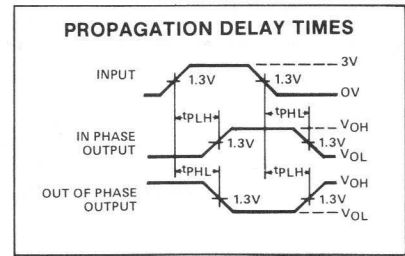 PROPAGATION DELAY TIMES
3V
INPUT
1.3V
1.3V
OV
tPLH
tPHL
IN PHASE
OUTPUT
1.3V
1.3V
VOH
VOL
tPHL
tPLH
OUT OF PHASE
OUTPUT
1.3V
1.3V
VOH
VOL